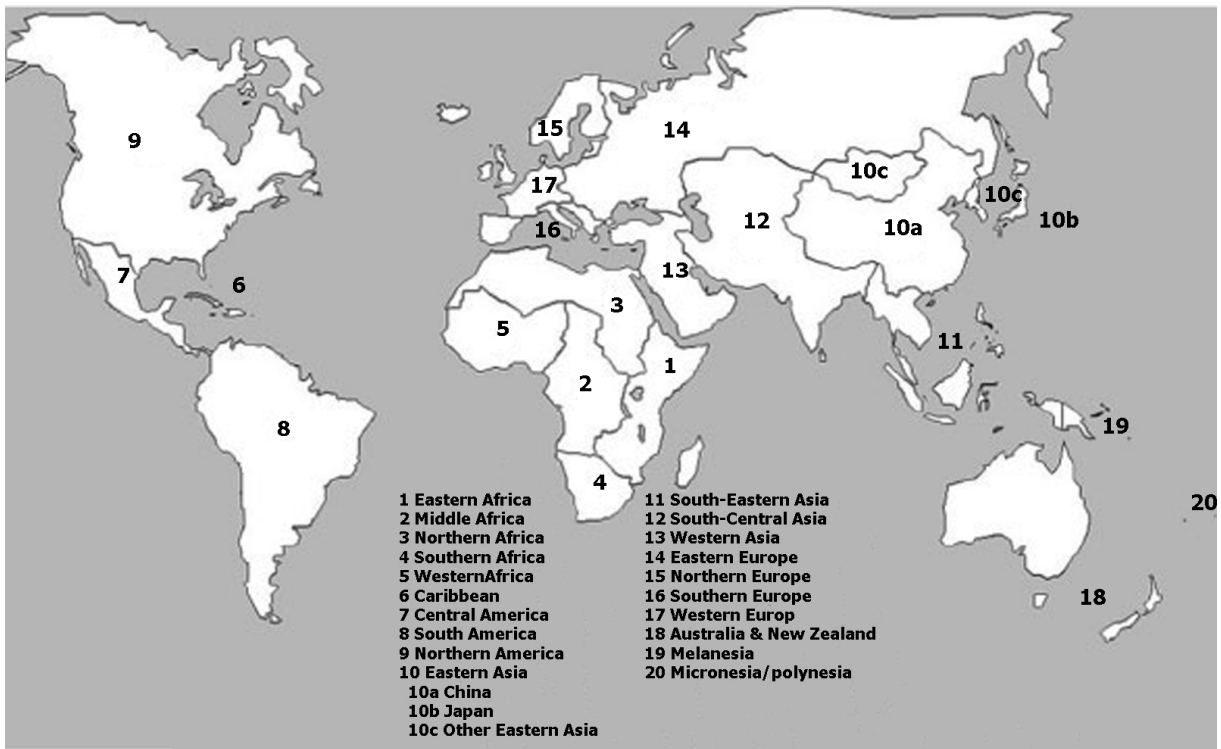 9
15
14
10c
10c
17
10b
12
10a
16
7
13
6
3
5
11
1
2
8
19
4
20
18
1 Eastern Africa
2 Middle Africa
3 Northern Africa
4 Southern Africa
5 WesternAfrica
6 Caribbean
7 Central America
8 South America
9 Northern America
10 Eastern Asia
10a China
10b Japan
10c Other Eastern Asia
11 South-Eastern Asia
12 South-Central Asia
13 Western Asia
14 Eastern Europe
15 Northern Europe
16 Southern Europe
17 Western Europ
18 Australia & New Zealand
19 Melanesia
20 Micronesia/polynesia